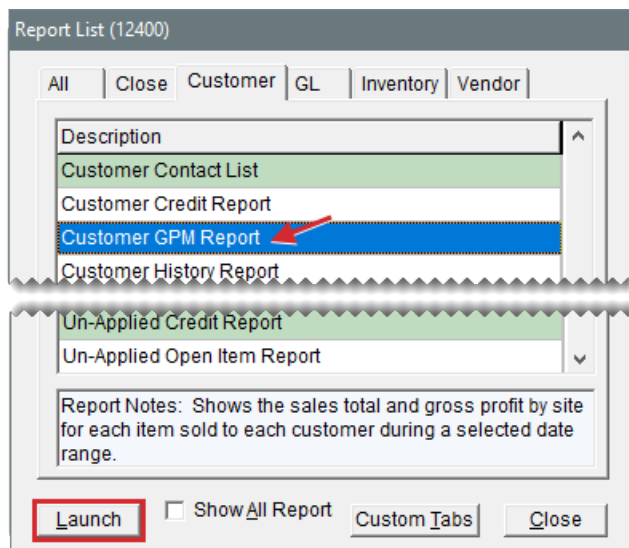 Report List (12400)
All Close Customer GL Inventory Vendor
Description
Customer Contact List
Customer Credit Report
Customer GPM Report
Customer History Report
Un-Applied Credit Report
Un-Applied Open Item Report
Report Notes: Shows the sales total and gross profit by site
for each item sold to each customer during a selected date
range.
Launch Show All Report Custom Tabs Close